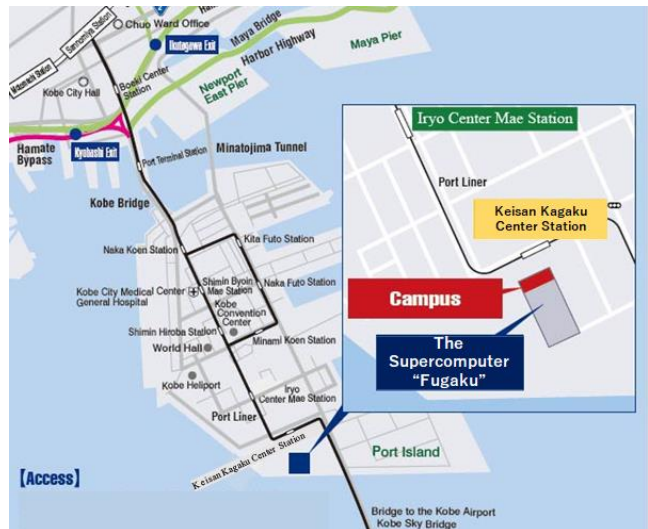 Chuo Ward Office
Sannomiya Station
Ikutagawa Exit
Maya Bridge
Harbor Highway
Maya Pier
Motomachi Station
Boeki Center
Station
Kobe City Hall
Newport
East Pier
Hamate
Bypass
Kyobashi Exit
Port Terminal Station
Minatojima Tunnel
Kobe Bridge
Naka Koen Station
Kita Futo Station
Kobe City Medical Center
General Hospital
Shimin Byoin
Mae Station
Naka Futo Station
Kobe
Convention
Center
Shimin Hiroba Station
World Hall
Minami Koen Station
Kobe Heliport
Iryo
Center Mae Station
Port Liner
Keisan Kagaku Center Station
Port Island
【Access】
Bridge to the Kobe Airport
Kobe Sky Bridge
Iryo Center Mae Station
Port Liner
Keisan Kagaku
Center Station
Campus
The
Supercomputer
“Fugaku”